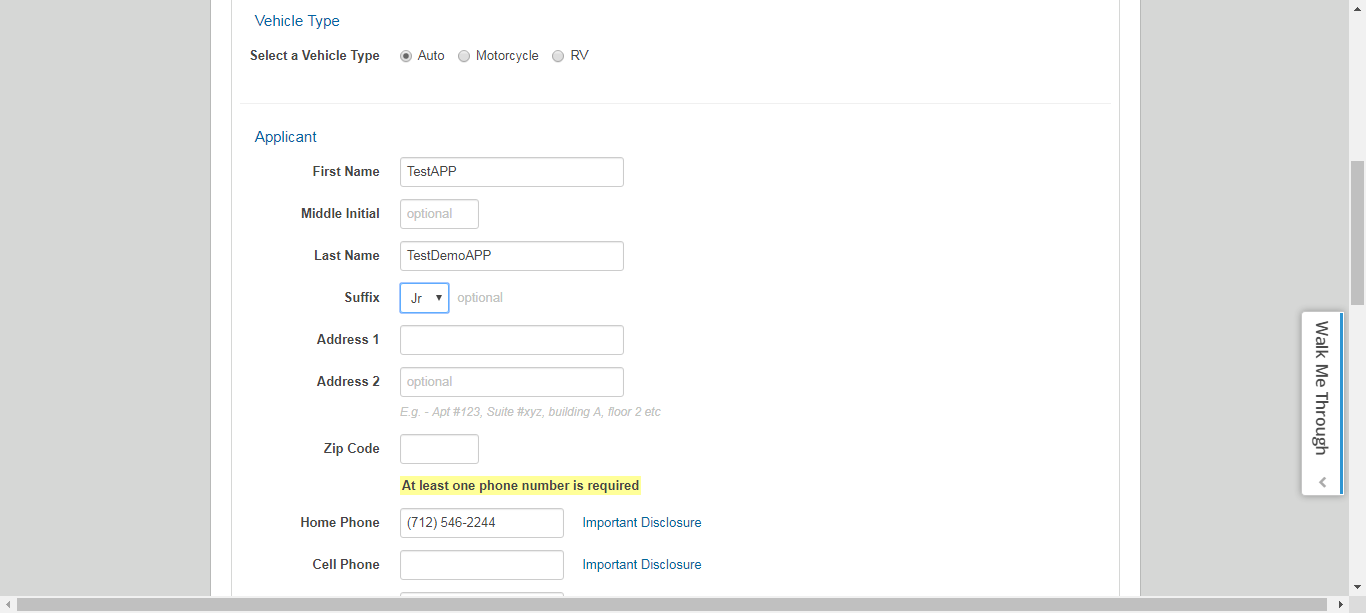 Vehicle Type
Select a Vehicle Type Auto Motorcycle RV
Applicant
First Name TestAPP
Middle Initial optional
Last Name TestDemoAPP
Suffix Jr optional
Address 1
Address 2 optional
E.g. - Apt #123, Suite #xyz, building A, floor 2 etc
Zip Code
At least one phone number is required
Home Phone (712) 546-2244 Important Disclosure
Cell Phone Important Disclosure
Walk Me Through